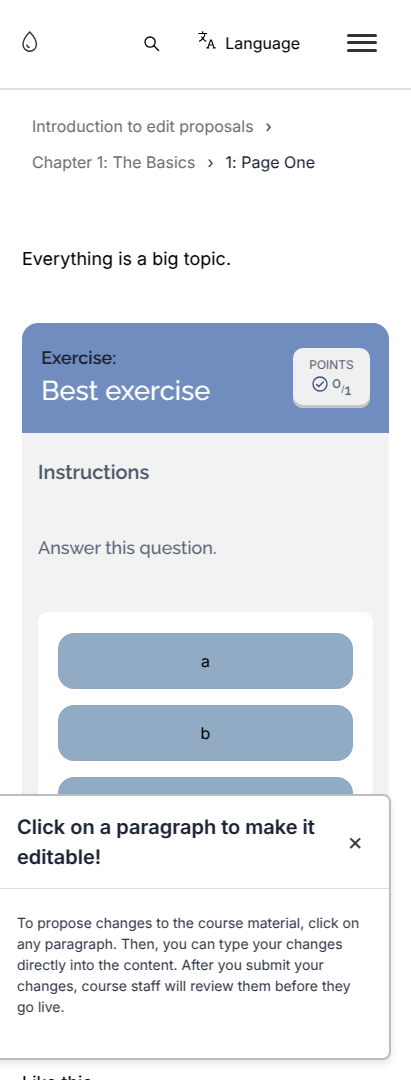 Language
Introduction to edit proposals ›
Chapter 1: The Basics › 1: Page One
Everything is a big topic.
Exercise:
Best exercise
POINTS
0/1
Instructions
Answer this question.
a
b
Click on a paragraph to make it
editable!
To propose changes to the course material, click on
any paragraph. Then, you can type your changes
directly into the content. After you submit your
changes, course staff will review them before they
go live.
Like this